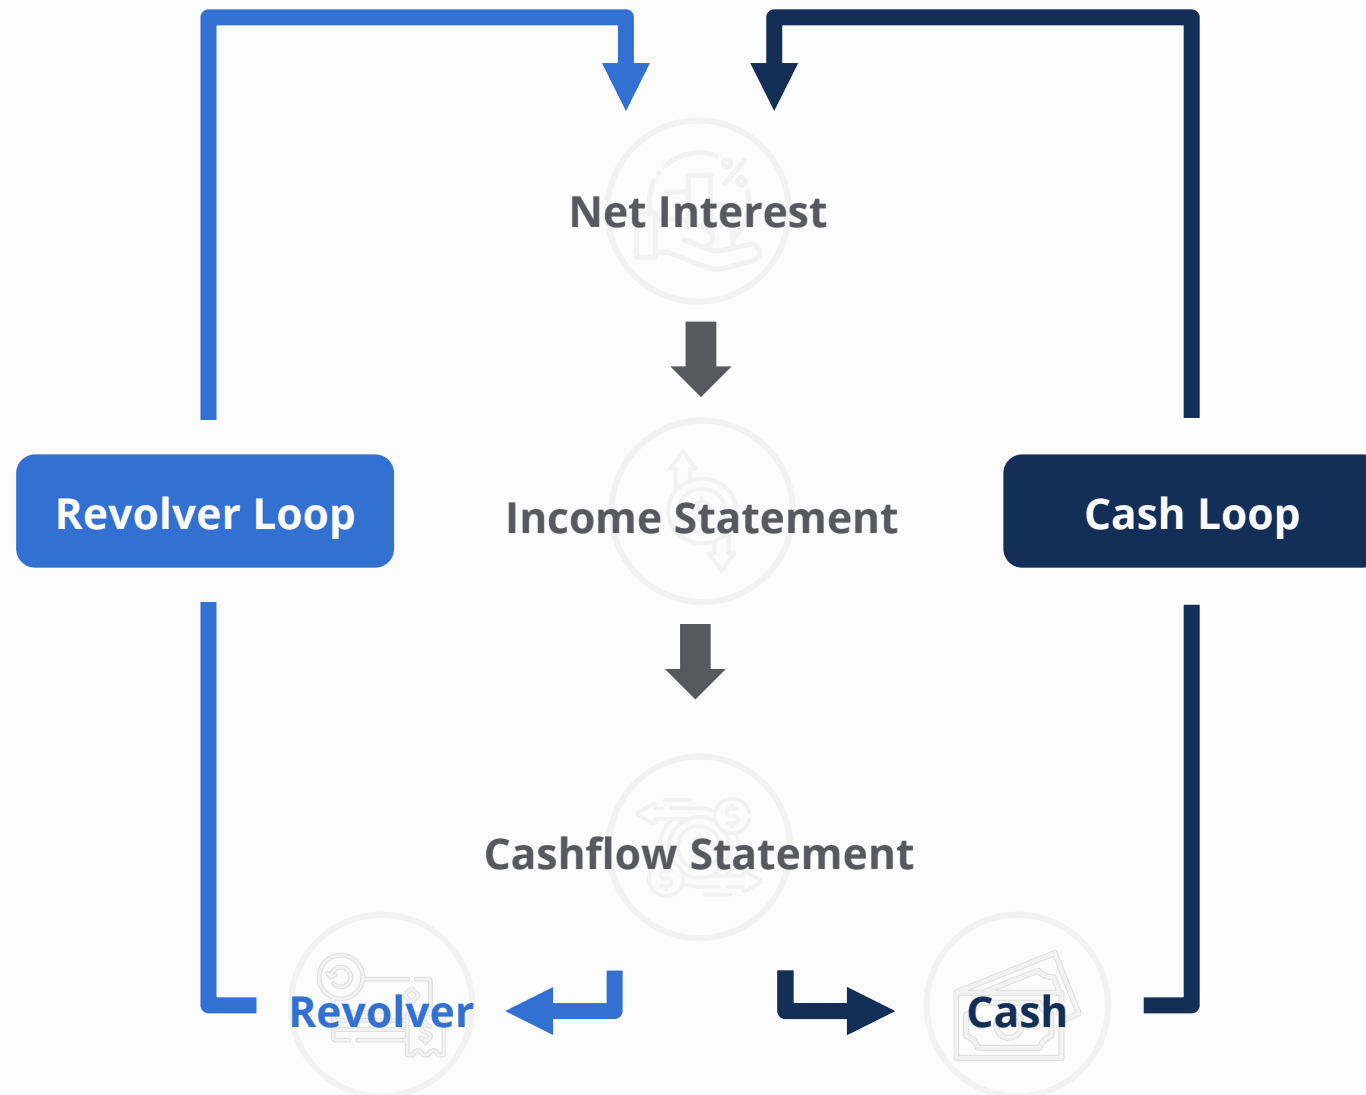 Net Interest
Revolver Loop
Income Statement
Cash Loop
Cashflow Statement
Revolver
Cash